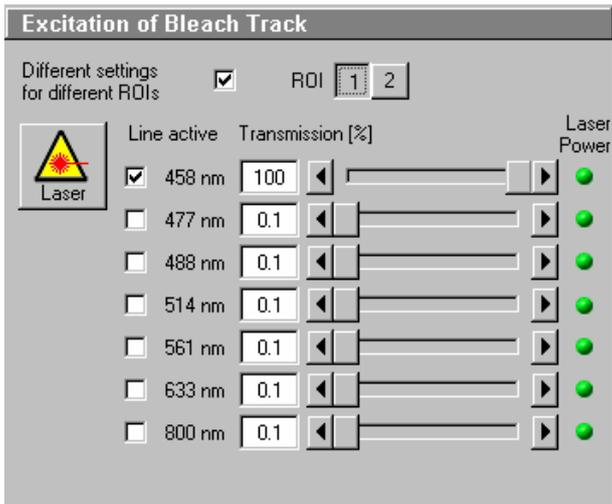 Excitation of Bleach Track
Different settings
for different ROIs
ROI 1 2
Laser
Line active Transmission [%] Laser Power
458 nm 100
477 nm 0.1
488 nm 0.1
514 nm 0.1
561 nm 0.1
633 nm 0.1
800 nm 0.1